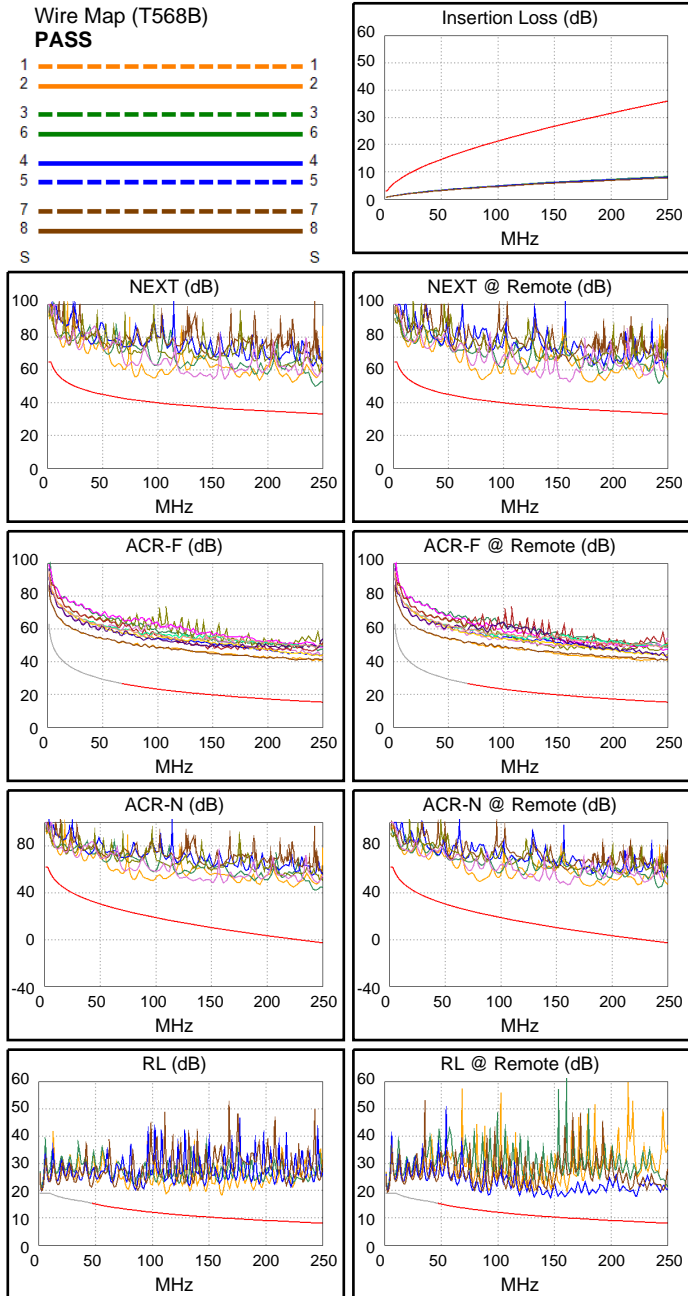 Wire Map (T568B)
PASS
1 1
2 2
3 3
6 6
4 4
5 5
7 7
8 8
S S
Insertion Loss (dB)
60
50
40
30
20
10
0
0 50 100 150 200 250
MHz
NEXT (dB)
100
80
60
40
20
0
0 50 100 150 200 250
MHz
NEXT @ Remote (dB)
100
80
60
40
20
0
0 50 100 150 200 250
MHz
ACR-F (dB)
100
80
60
40
20
0
0 50 100 150 200 250
MHz
ACR-F @ Remote (dB)
100
80
60
40
20
0
0 50 100 150 200 250
MHz
ACR-N (dB)
80
40
0
-40
0 50 100 150 200 250
MHz
ACR-N @ Remote (dB)
80
40
0
-40
0 50 100 150 200 250
MHz
RL (dB)
60
50
40
30
20
10
0
0 50 100 150 200 250
MHz
RL @ Remote (dB)
60
50
40
30
20
10
0
0 50 100 150 200 250
MHz